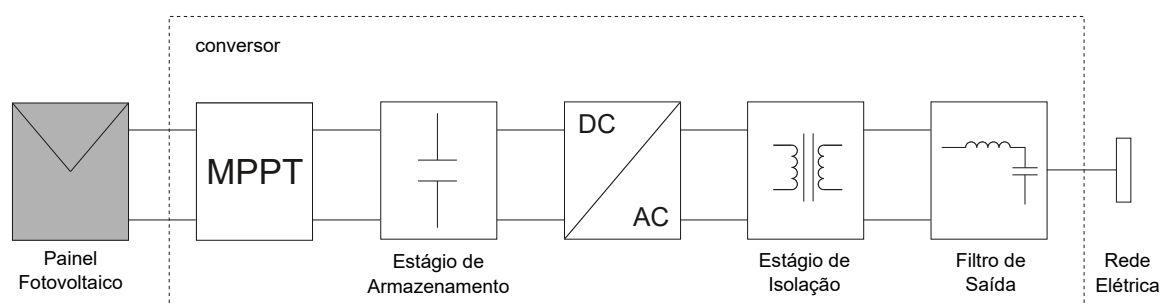 conversor
MPPT
DC
AC
Painel
Fotovoltaico
Estágio de
Armazenamento
Estágio de
Isolação
Filtro de
Saída
Rede
Elétrica